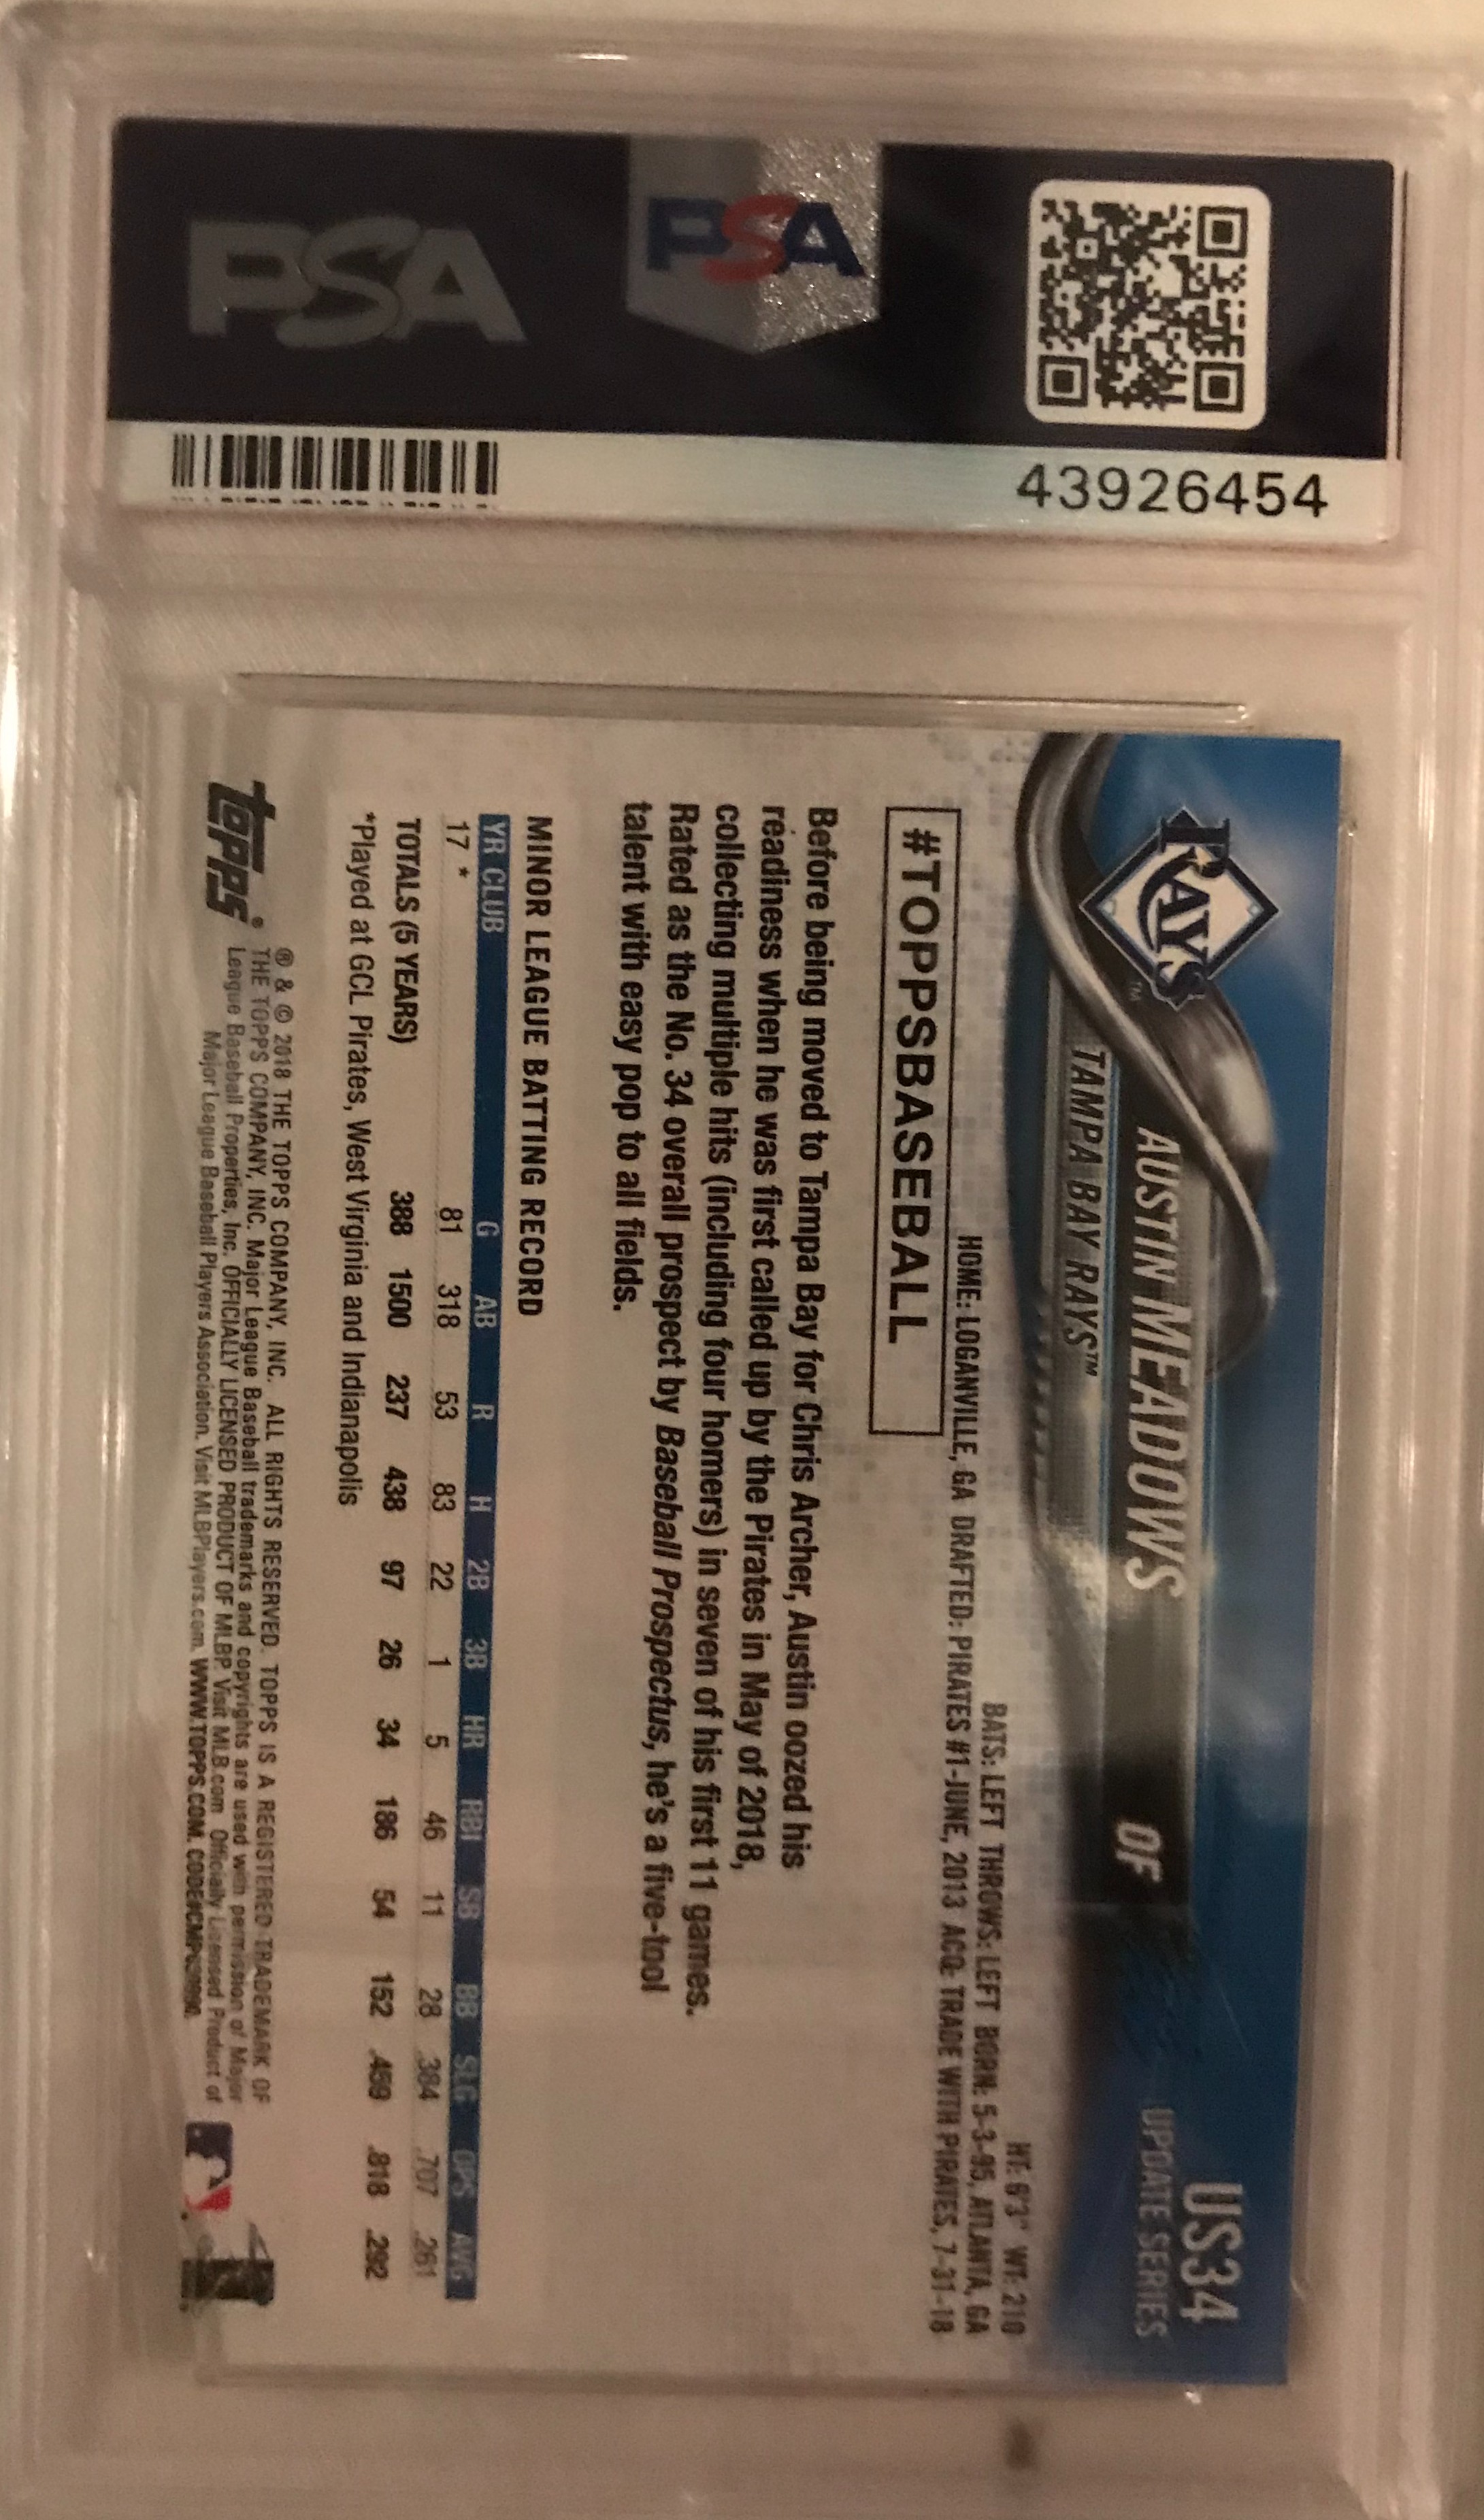 PSA
PSA
43926454
US34
UPDATE SERIES
RAYS™
AUSTIN MEADOWS OF
TAMPA BAY RAYS™
HT: 6'3" WT: 210
BATS: LEFT THROWS: LEFT BORN: 5-3-95, ATLANTA, GA
HOME: LOGANVILLE, GA DRAFTED: PIRATES #1-JUNE, 2013 ACQ: TRADE WITH PIRATES, 7-31-18
#TOPPSBASEBALL
Before being moved to Tampa Bay for Chris Archer, Austin oozed his
readiness when he was first called up by the Pirates in May of 2018,
collecting multiple hits (including four homers) in seven of his first 11 games.
Rated as the No. 34 overall prospect by Baseball Prospectus, he's a five-tool
talent with easy pop to all fields.
MINOR LEAGUE BATTING RECORD
YR CLUB G AB R H 2B 3B HR RBI SB BB SLG OPS AVG
17 * 81 318 53 83 22 1 5 46 11 28 .384 .707 .261
TOTALS (5 YEARS) 388 1500 237 438 97 26 34 186 54 152 .459 .818 .292
*Played at GCL Pirates, West Virginia and Indianapolis
topps®
® & © 2018 THE TOPPS COMPANY, INC. ALL RIGHTS RESERVED. TOPPS IS A REGISTERED TRADEMARK OF
THE TOPPS COMPANY, INC. Major League Baseball trademarks and copyrights are used with permission of Major
League Baseball Properties, Inc. OFFICIALLY LICENSED PRODUCT OF MLBP. Visit MLB.com Officially Licensed Product of
Major League Baseball Players Association. Visit MLBPlayers.com. WWW.TOPPS.COM.